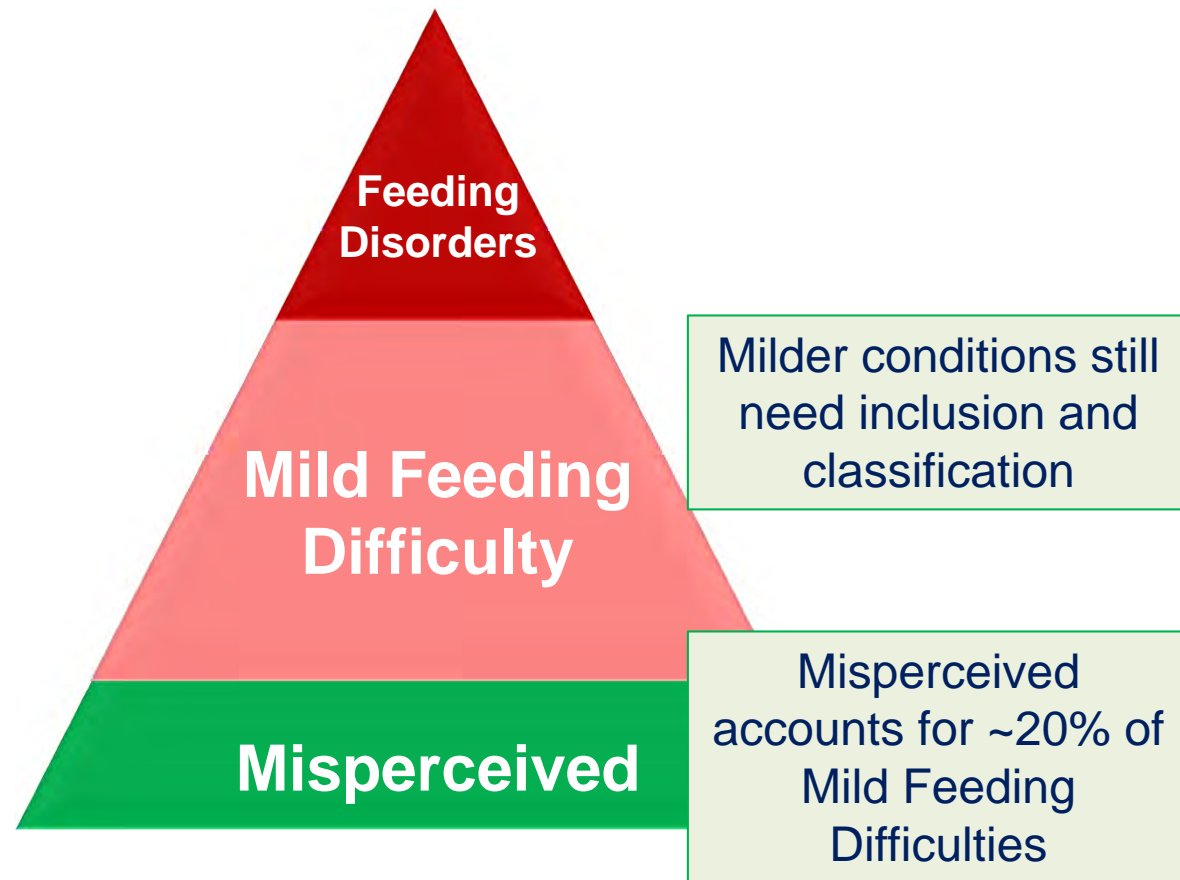 Feeding
Disorders
Mild Feeding
Difficulty
Milder conditions still
need inclusion and
classification
Misperceived
Misperceived
accounts for ~20% of
Mild Feeding
Difficulties